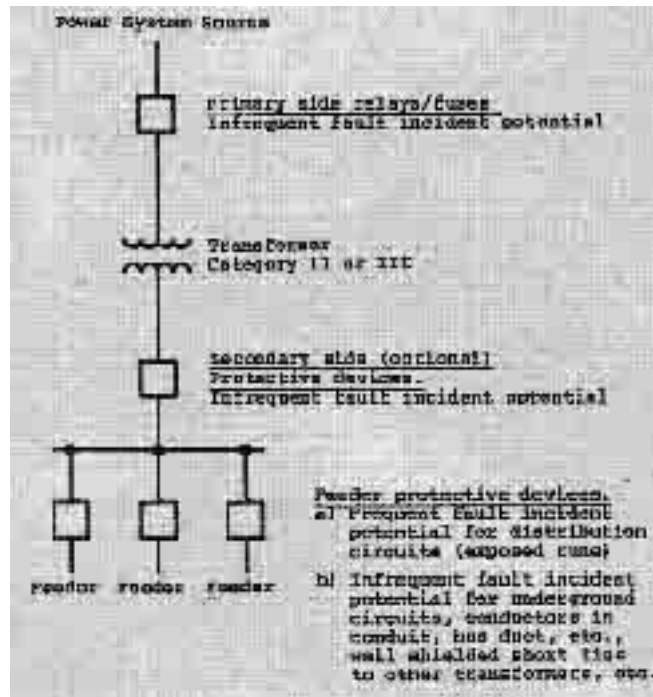 Power System Source
Primary side relays/fuses
Infrequent fault incident potential
Transformer
Category II or III
Secondary side (optional)
Protective devices.
Infrequent fault incident potential
Feeder protective devices.
a) Frequent fault incident
potential for distribution
circuits (exposed runs)
Feeder Feeder Feeder
b) Infrequent fault incident
potential for underground
circuits, conductors in
conduit, bus duct, etc.,
well shielded short ties
to other transformers, etc.